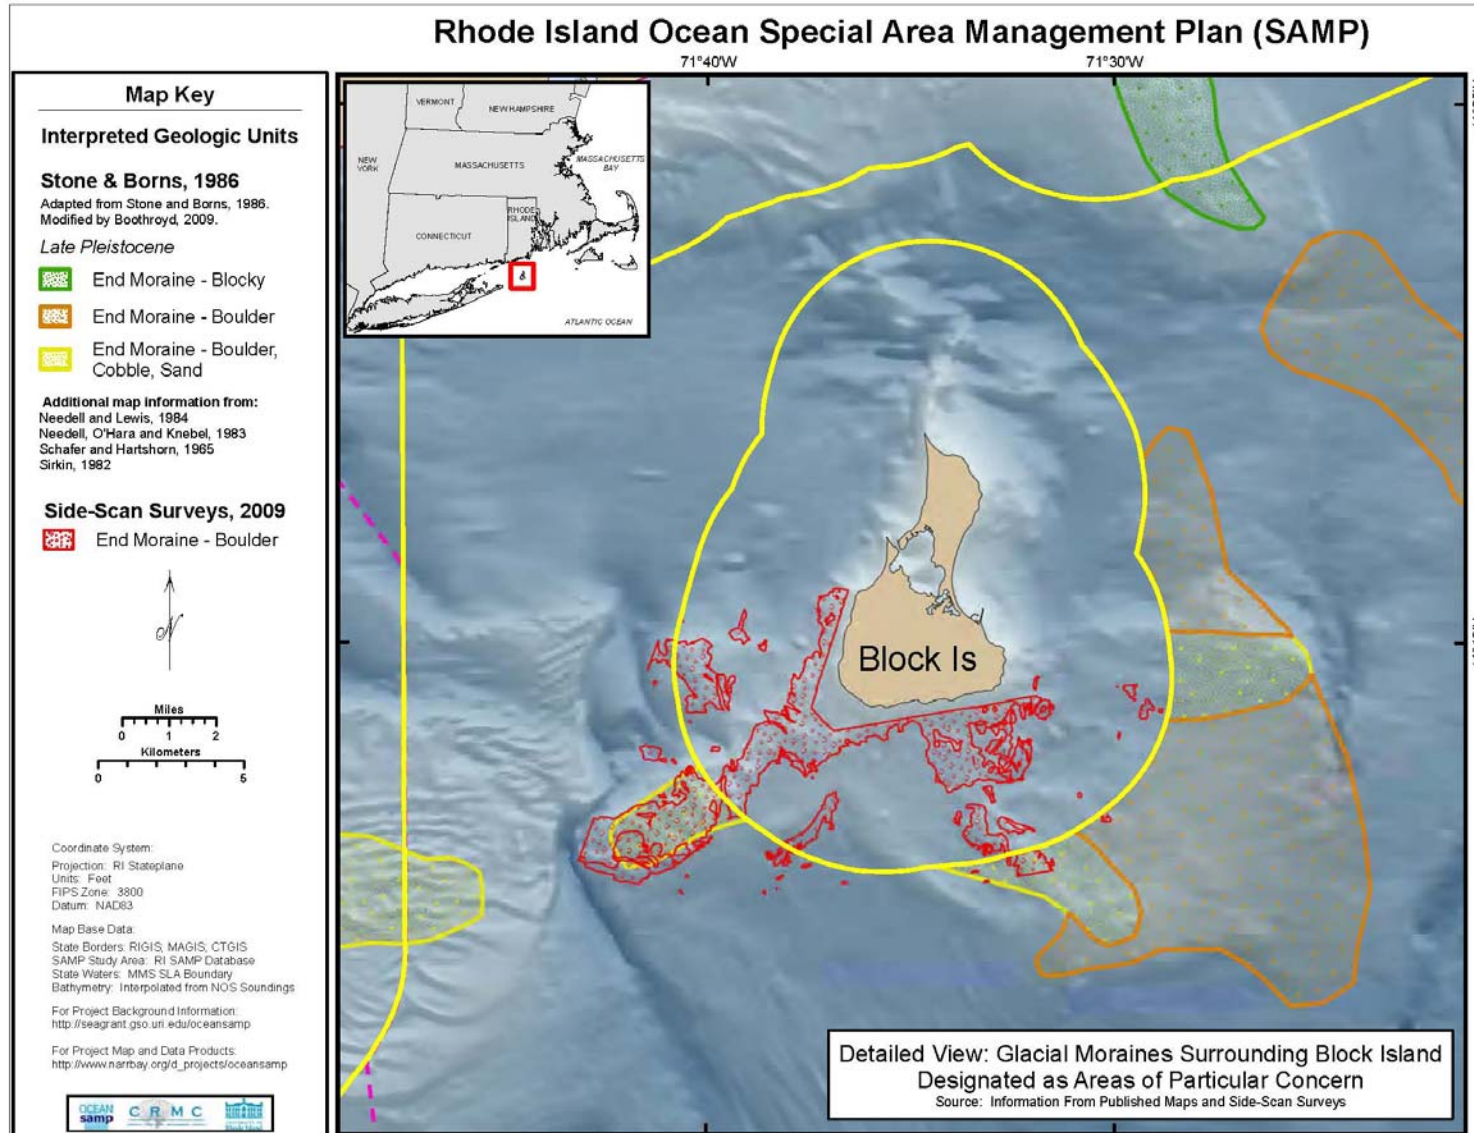 Rhode Island Ocean Special Area Management Plan (SAMP)
71°40'W
71°30'W
Map Key
Interpreted Geologic Units
Stone & Borns, 1986
Adapted from Stone and Borns, 1986.
Modified by Boothroyd, 2009.
Late Pleistocene
End Moraine - Blocky
End Moraine - Boulder
End Moraine - Boulder,
Cobble, Sand
Additional map information from:
Needell and Lewis, 1984
Needell, O'Hara and Knebel, 1983
Schafer and Hartshorn, 1965
Sirkin, 1982
Side-Scan Surveys, 2009
End Moraine - Boulder
N
Miles
0 1 2
Kilometers
0 5
Coordinate System:
Projection: RI Stateplane
Units: Feet
FIPS Zone: 3800
Datum: NAD83
Map Base Data:
State Borders: RIGIS, MAGIS, CTGIS
SAMP Study Area: RI SAMP Database
State Waters: MMS SLA Boundary
Bathymetry: Interpolated from NOS Soundings
For Project Background Information:
http://seagrant.gso.uri.edu/oceansamp
For Project Map and Data Products:
http://www.narrbay.org/d_projects/oceansamp
OCEAN
samp
CRMC
VERMONT
NEW HAMPSHIRE
NEW
YORK
MASSACHUSETTS
MASSACHUSETTS
BAY
RHODE
ISLAND
CONNECTICUT
ATLANTIC OCEAN
Block Is
Detailed View: Glacial Moraines Surrounding Block Island
Designated as Areas of Particular Concern
Source: Information From Published Maps and Side-Scan Surveys